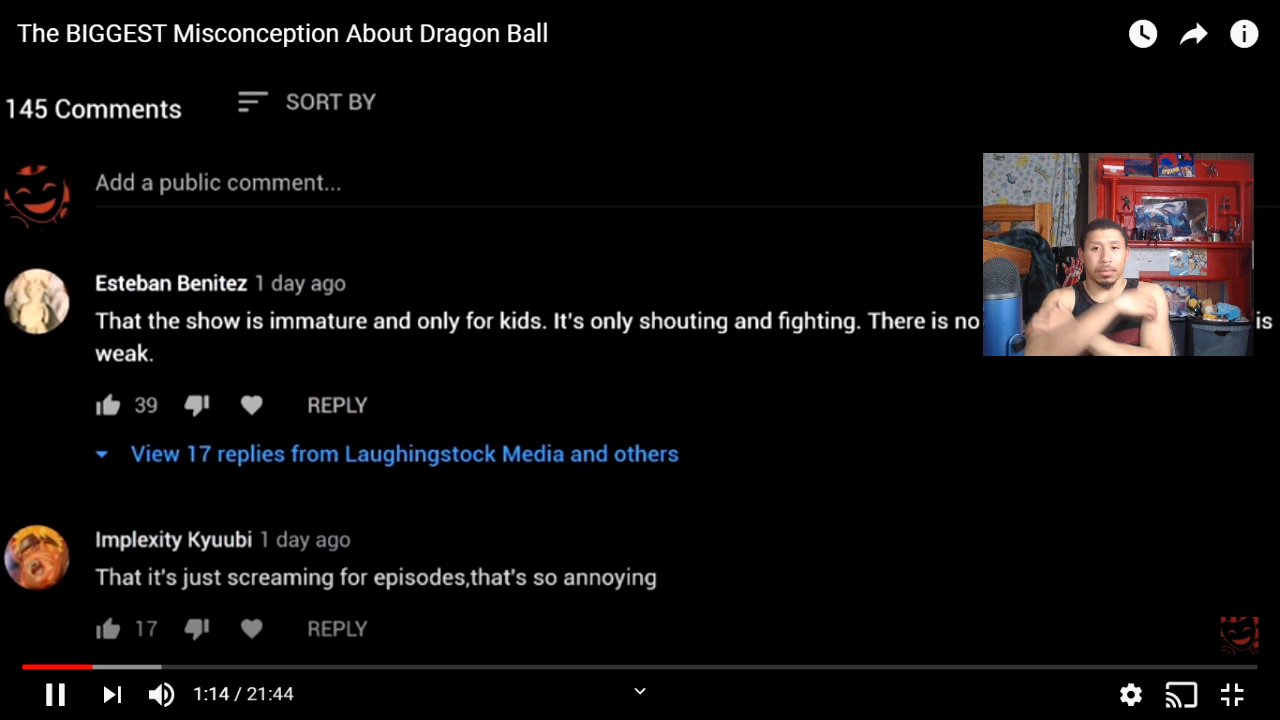 The BIGGEST Misconception About Dragon Ball
145 Comments
SORT BY
Add a public comment...
Esteban Benitez 1 day ago
That the show is immature and only for kids. It's only shouting and fighting. There is no is
weak.
39
REPLY
View 17 replies from Laughingstock Media and others
Implexity Kyuubi 1 day ago
That it's just screaming for episodes,that's so annoying
17
REPLY
1:14 / 21:44